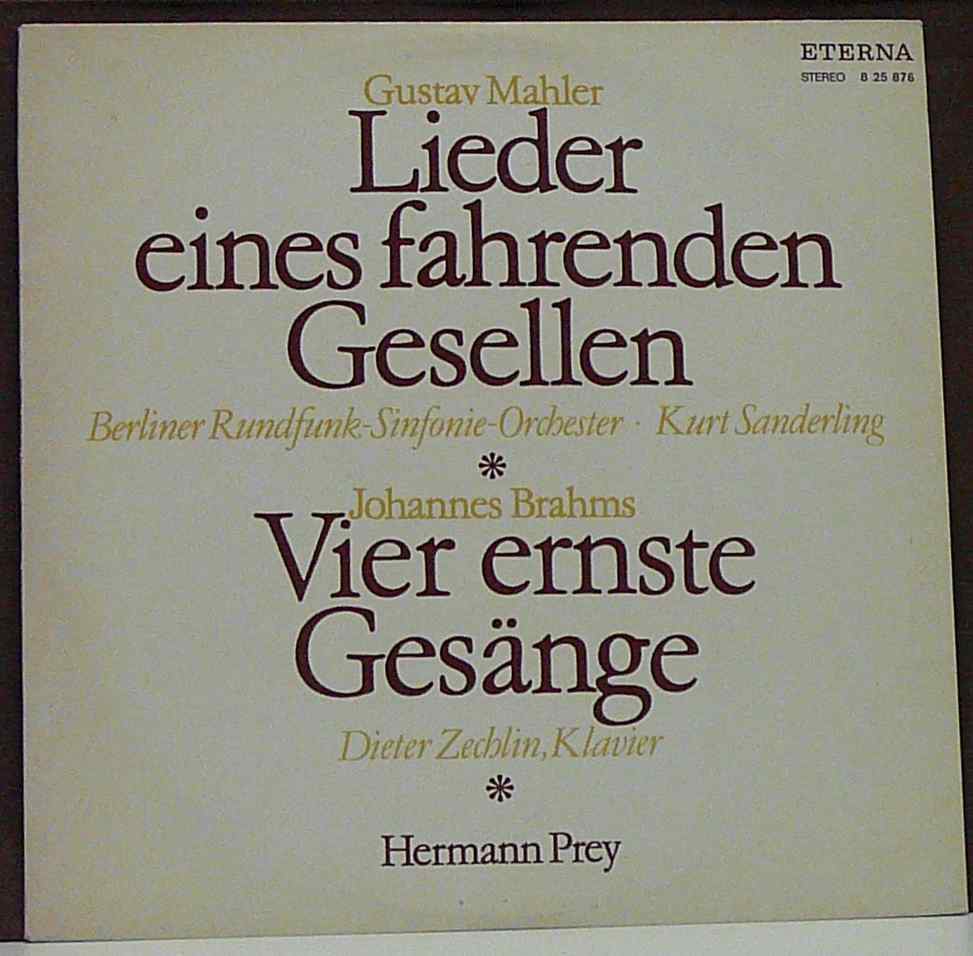 ETERNA
STEREO 8 25 876
Gustav Mahler
Lieder
eines fahrenden
Gesellen
Berliner Rundfunk-Sinfonie-Orchester · Kurt Sanderling
*
Johannes Brahms
Vier ernste
Gesänge
Dieter Zechlin, Klavier
*
Hermann Prey